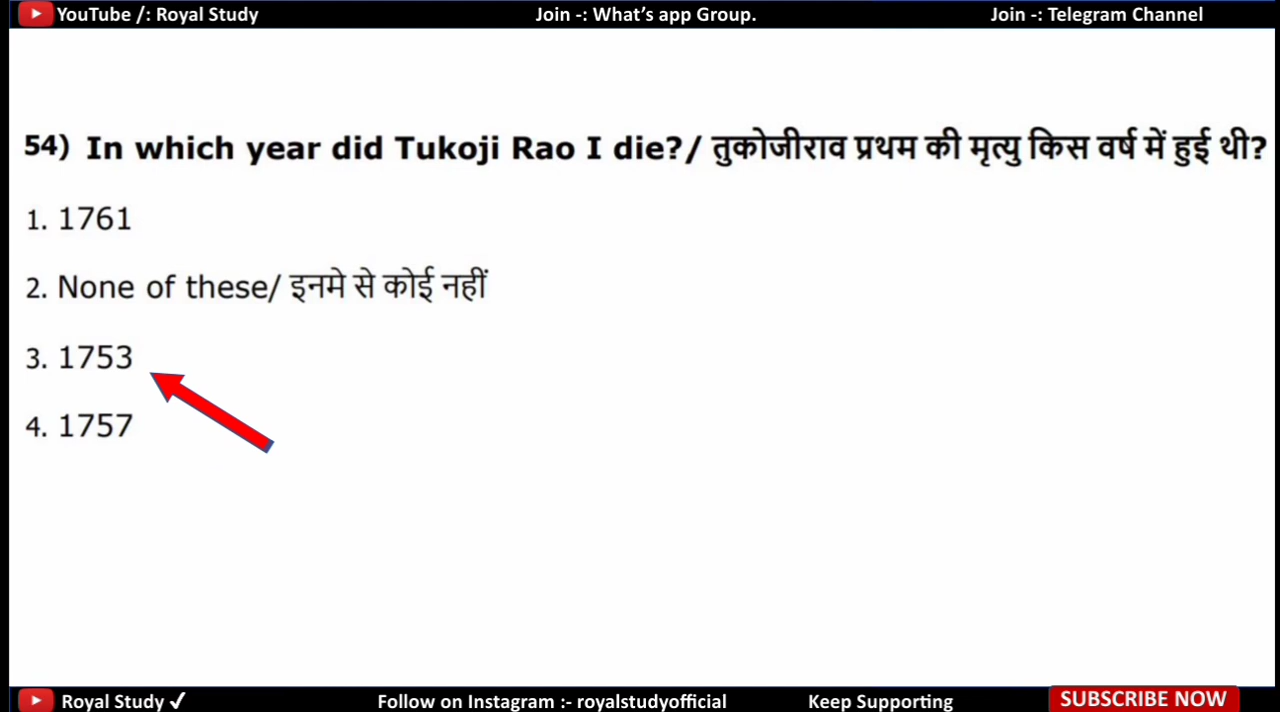 YouTube /: Royal Study Join -: What's app Group. Join -: Telegram Channel
54) In which year did Tukoji Rao I die?/ तुकोजीराव प्रथम की मृत्यु किस वर्ष में हुई थी?
1. 1761
2. None of these/ इनमे से कोई नहीं
3. 1753
4. 1757
Royal Study ✓ Follow on Instagram :- royalstudyofficial Keep Supporting SUBSCRIBE NOW